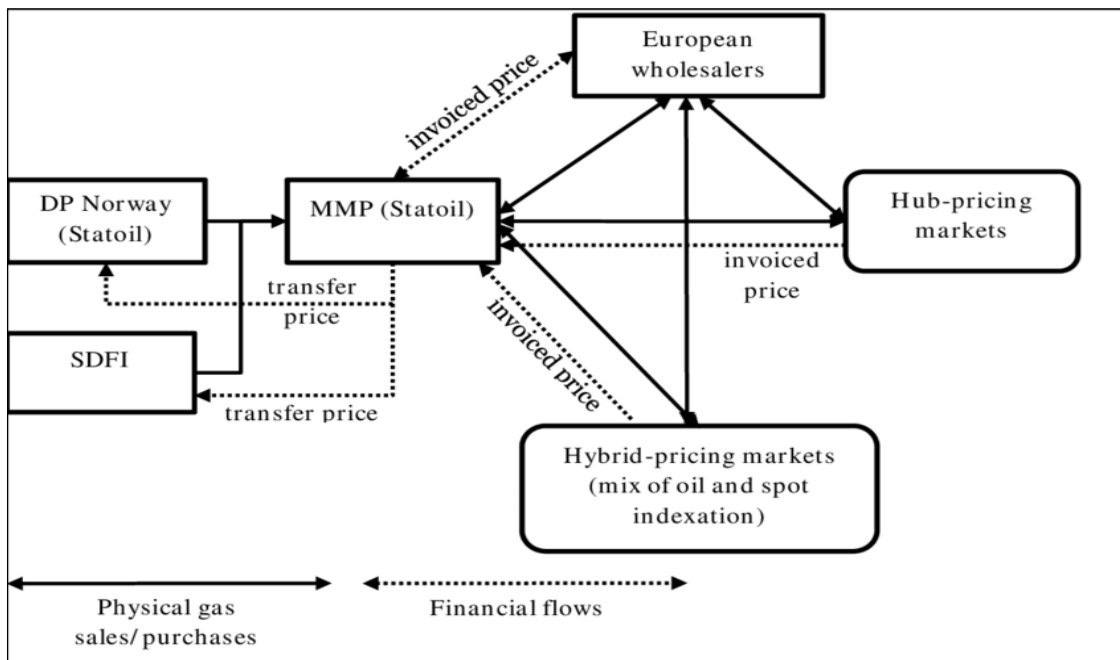 European
wholesalers
invoiced price
DP Norway
(Statoil)
MMP (Statoil)
Hub-pricing
markets
invoiced
price
transfer
price
invoiced price
SDFI
transfer price
Hybrid-pricing markets
(mix of oil and spot
indexation)
Physical gas
sales/purchases
Financial flows